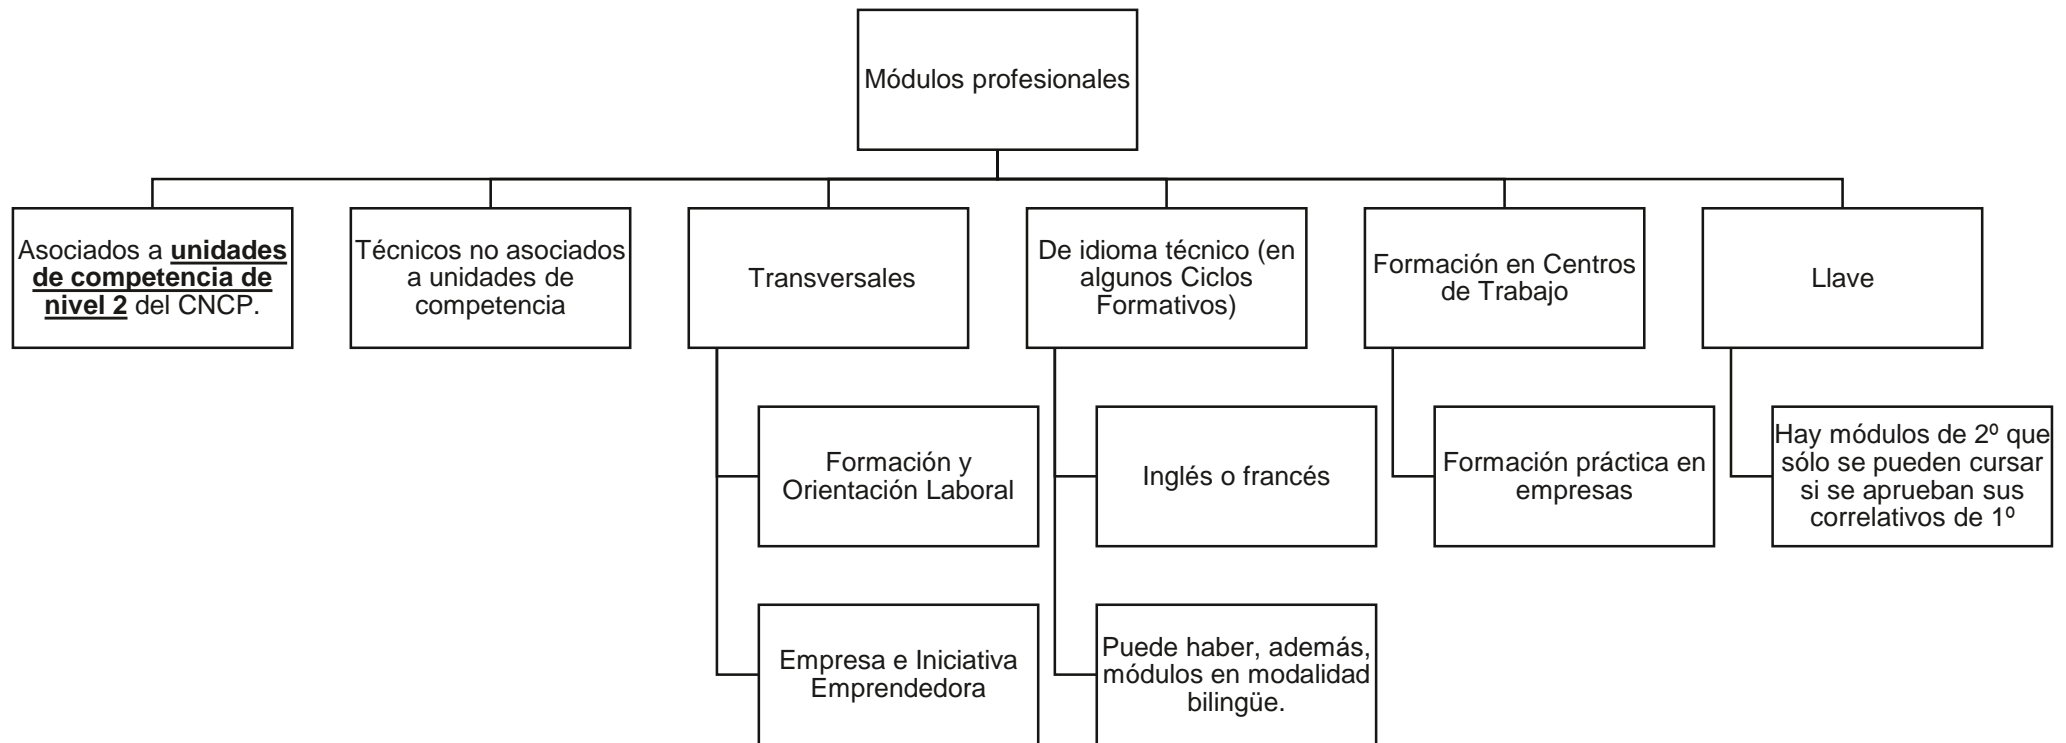 Módulos profesionales
Asociados a unidades
de competencia de
nivel 2 del CNCP.
Técnicos no asociados
a unidades de
competencia
Transversales
De idioma técnico (en
algunos Ciclos
Formativos)
Formación en Centros
de Trabajo
Llave
Formación y
Orientación Laboral
Inglés o francés
Formación práctica en
empresas
Hay módulos de 2º que
sólo se pueden cursar
si se aprueban sus
correlativos de 1º
Empresa e Iniciativa
Emprendedora
Puede haber, además,
módulos en modalidad
bilingüe.